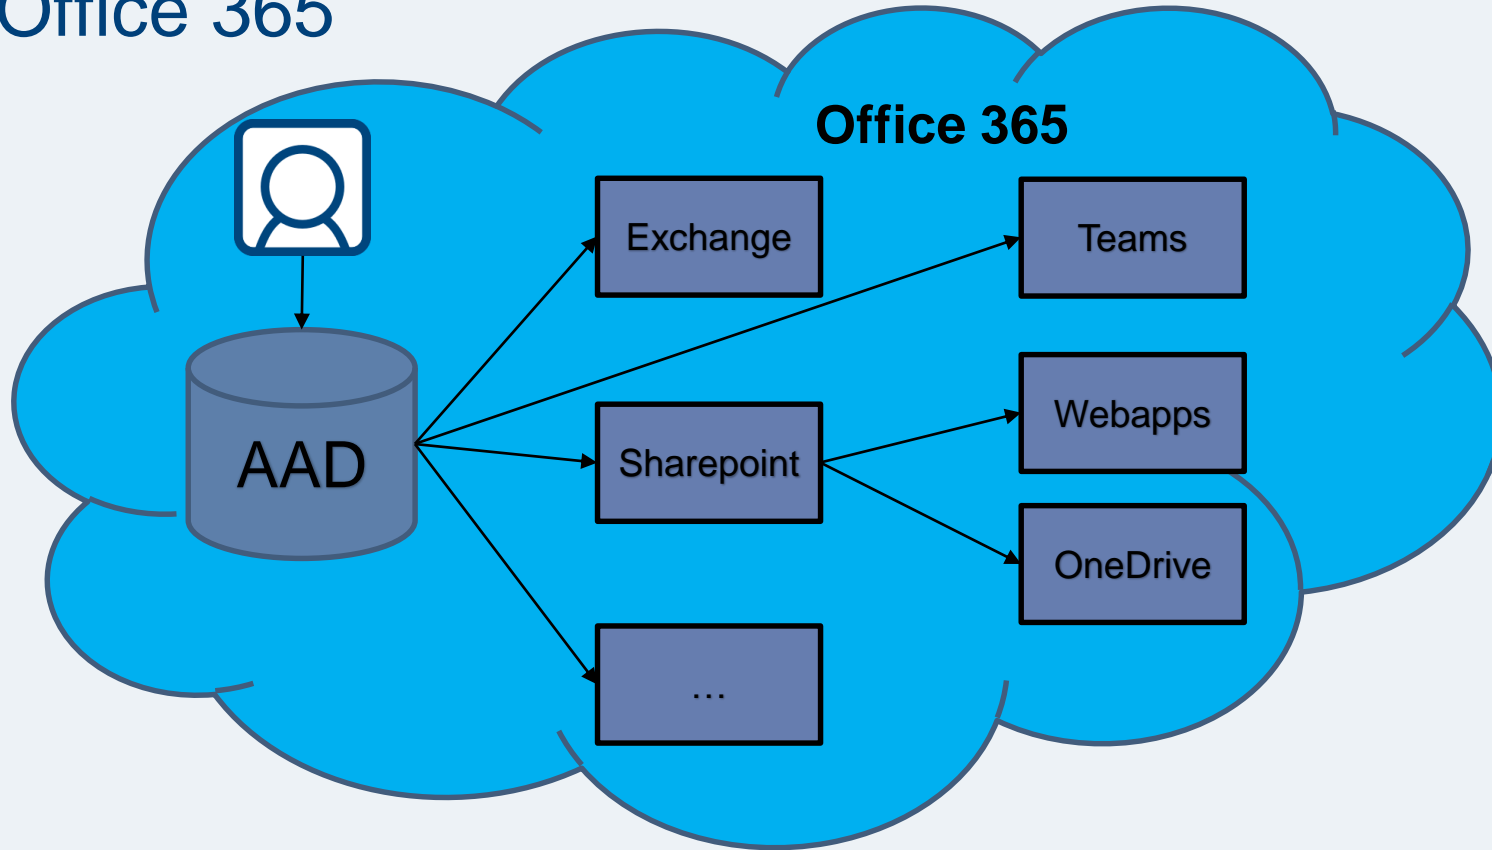 Office 365
Office 365
Exchange
Teams
AAD
Sharepoint
Webapps
OneDrive
...